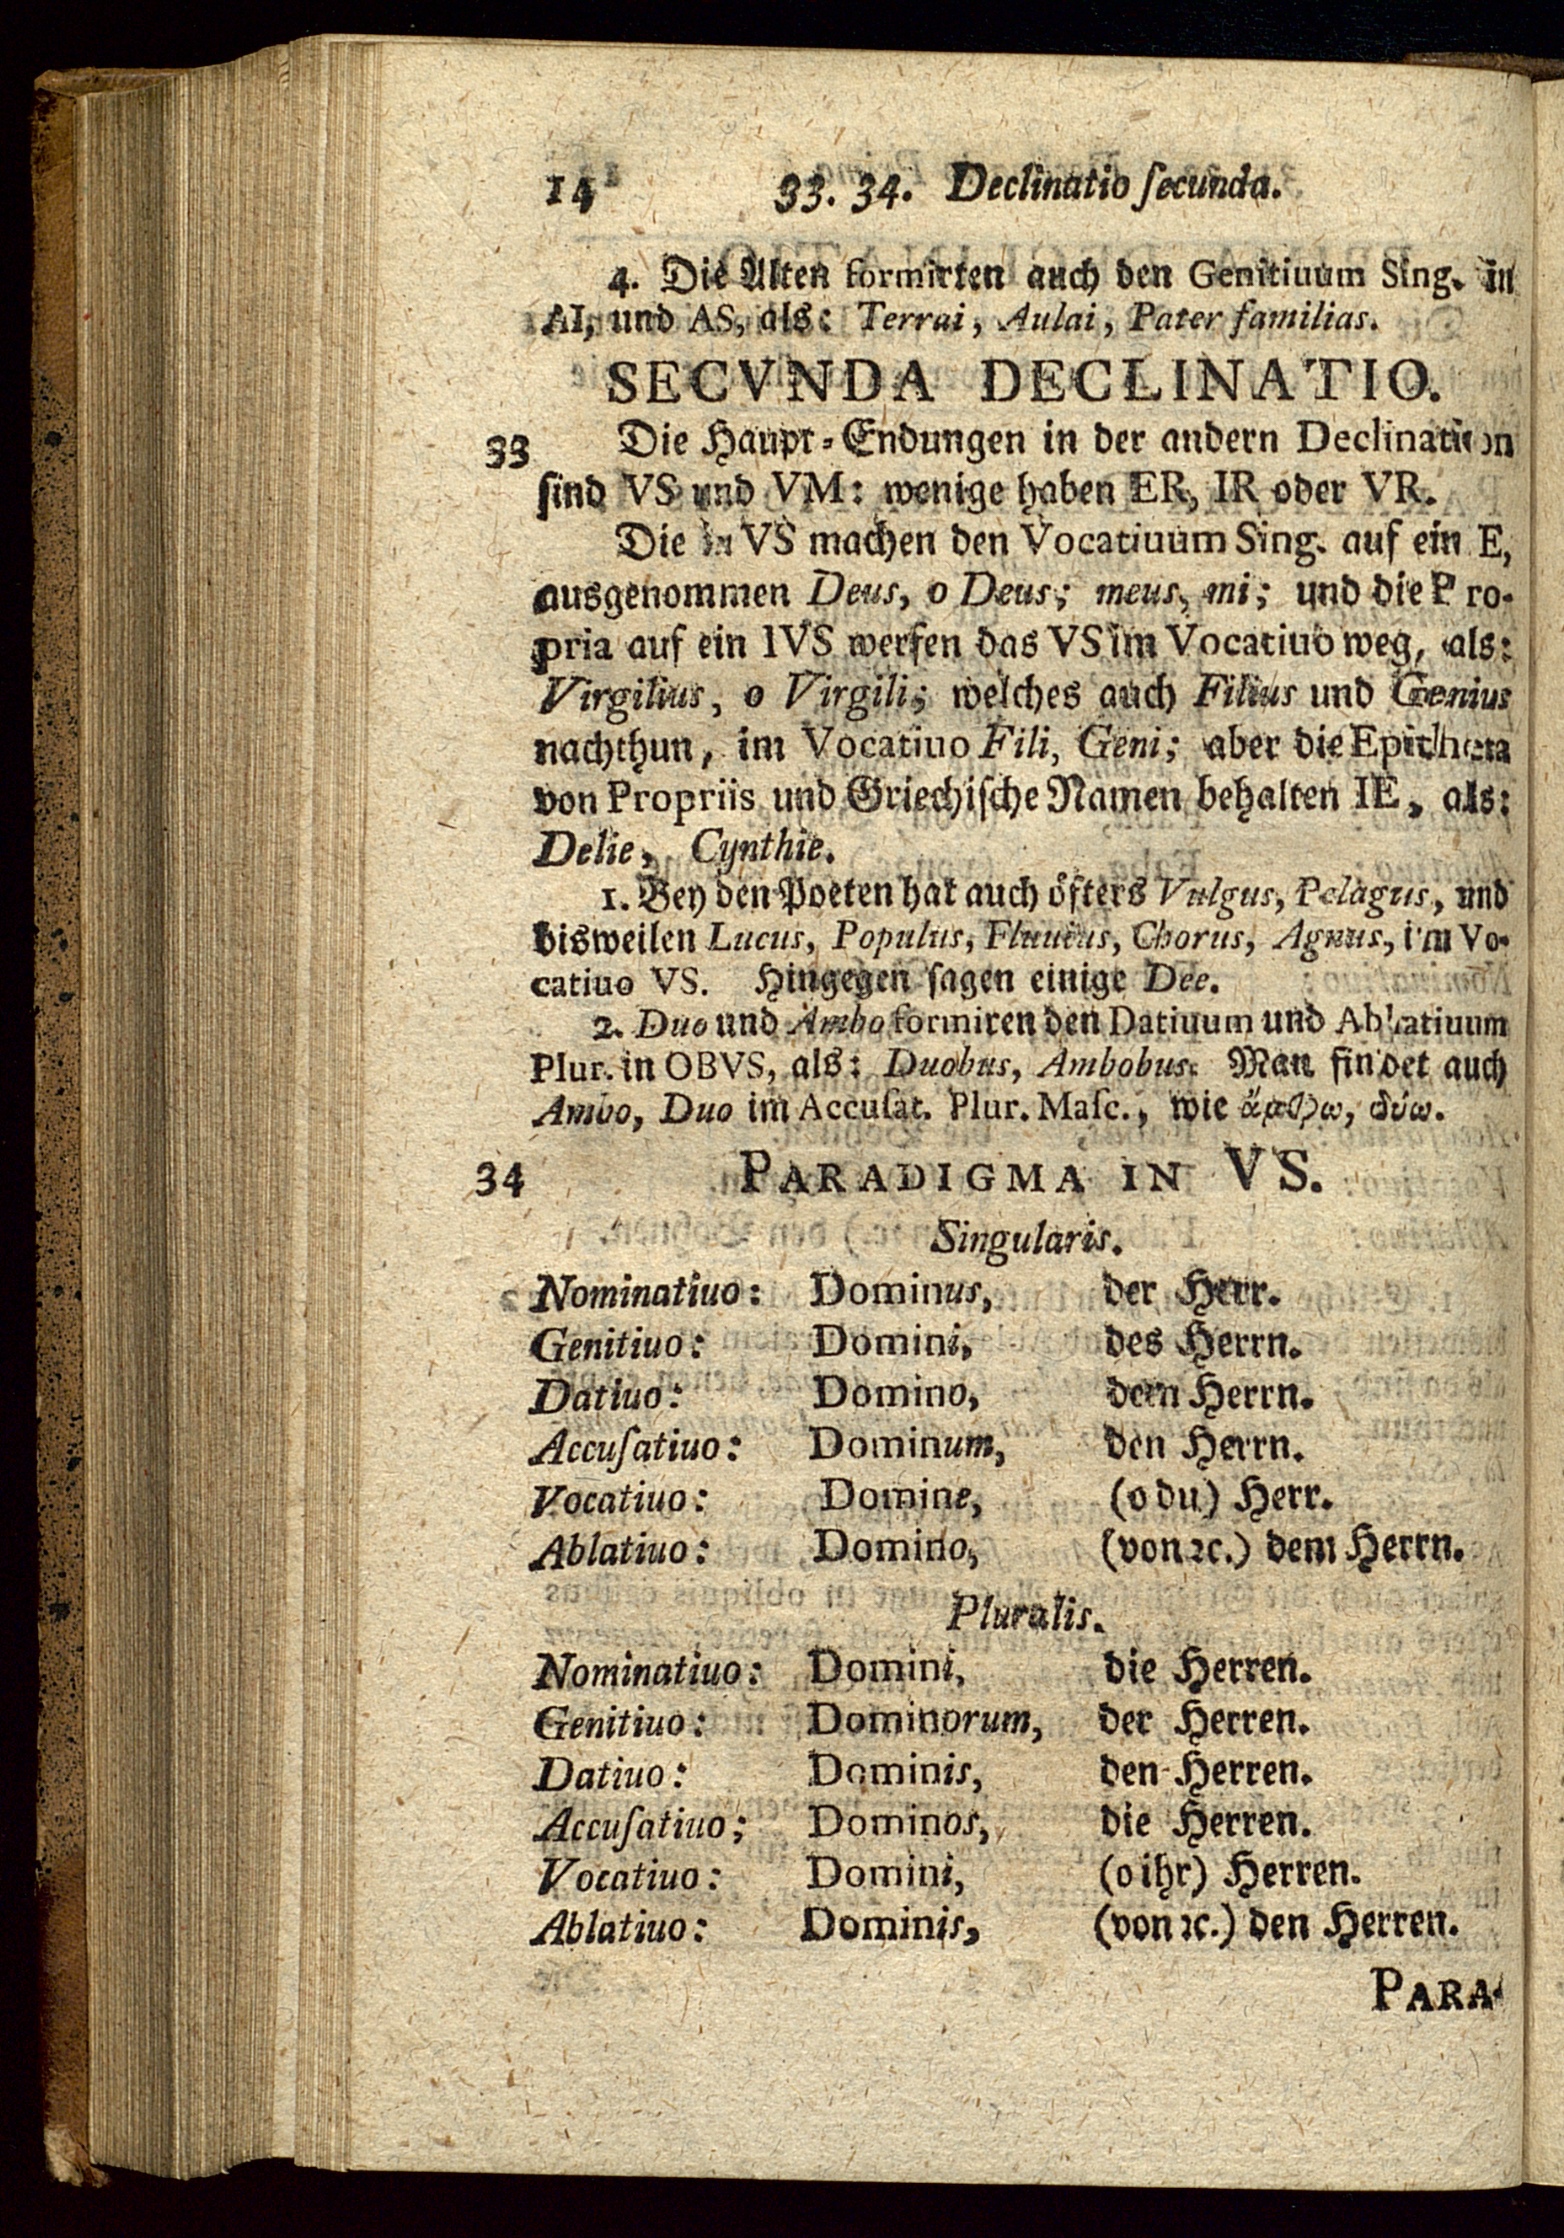 14 33. 34. Declinatio ſecunda.
4. Die Alten formirten auch den Genitiuum Sing. in
AI, und AS, als: Terrai, Aulai, Pater familias.
SECVNDA DECLINATIO.
33 Die Haupt-Endungen in der andern Declination
ſind VS und VM: wenige haben ER, IR oder VR.
Die in VS machen den Vocatiuum Sing. auf ein E,
ausgenommen Deus, o Deus; meus, mi; und die Pro-
pria auf ein IVS werfen das VS im Vocatiuo weg, als:
Virgilius, o Virgili; welches auch Filius und Genius
nachthun, im Vocatiuo Fili, Geni; aber die Epitheta
von Propriis und Griechiſche Namen behalten IE, als:
Delie, Cynthie.
1. Bey den Poeten hat auch öfters Vulgus, Pelagus, und
bisweilen Lucus, Populus, Fluuius, Chorus, Agnus, im Vo-
catiuo VS. Hingegen ſagen einige Dee.
2. Duo und Ambo formiren den Datiuum und Ablatiuum
Plur. in OBVS, als: Duobus, Ambobus. Man findet auch
Ambo, Duo im Accuſat. Plur. Maſc., wie δύω.
34 PARADIGMA IN VS.
Singularis.
Nominatiuo: Dominus, der Herr.
Genitiuo: Domini, des Herrn.
Datiuo: Domino, dem Herrn.
Accuſatiuo: Dominum, den Herrn.
Vocatiuo: Domine, (o du) Herr.
Ablatiuo: Domino, (von ꝛc.) dem Herrn.
Pluralis.
Nominatiuo: Domini, die Herren.
Genitiuo: Dominorum, der Herren.
Datiuo: Dominis, den Herren.
Accuſatiuo; Dominos, die Herren.
Vocatiuo: Domini, (o ihr) Herren.
Ablatiuo: Dominis, (von ꝛc.) den Herren.
PARA-